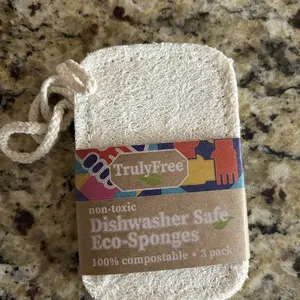 TrulyFree
non-toxic
Dishwasher Safe
Eco-Sponges
100% compostable • 3 pack